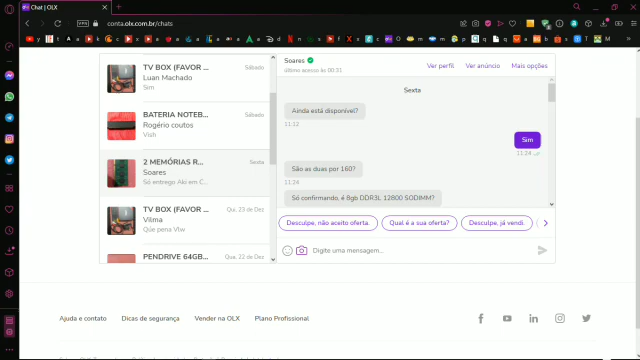 Chat | OLX
VPN
conta.olx.com.br/chats
TV BOX (FAVOR ...
Sábado
Luan Machado
Sim
BATERIA NOTEB...
Sábado
Rogério coutos
Vish
2 MEMÓRIAS R...
Sexta
Soares
Só entrego Aki em C...
TV BOX (FAVOR ...
Qui, 23 de Dez
Vilma
Qüe pena Vlw
PENDRIVE 64GB...
Qua, 22 de Dez
Soares
último acesso às 00:31
Ver perfil
Ver anúncio
Mais opções
Sexta
Ainda está disponível?
11:12
Sim
11:24
São as duas por 160?
11:24
Só confirmando, é 8gb DDR3L 12800 SODIMM?
Desculpe, não aceito oferta.
Qual é a sua oferta?
Desculpe, já vendi.
Digite uma mensagem...
Ajuda e contato
Dicas de segurança
Vender na OLX
Plano Profissional